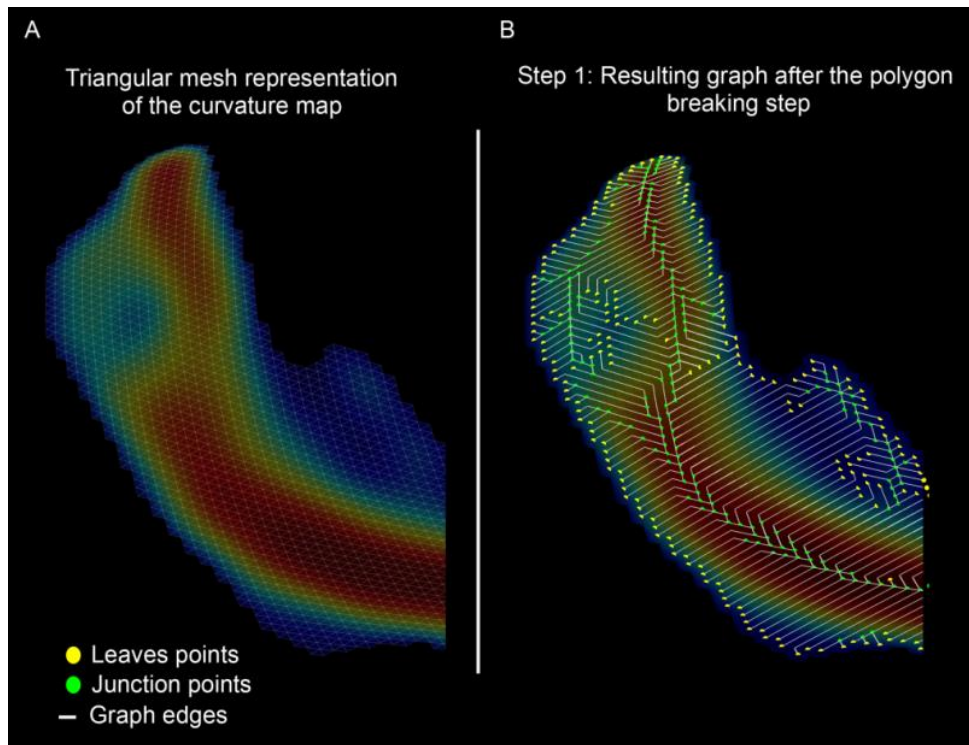 A
Triangular mesh representation
of the curvature map
B
Step 1: Resulting graph after the polygon
breaking step
Leaves points
Junction points
Graph edges